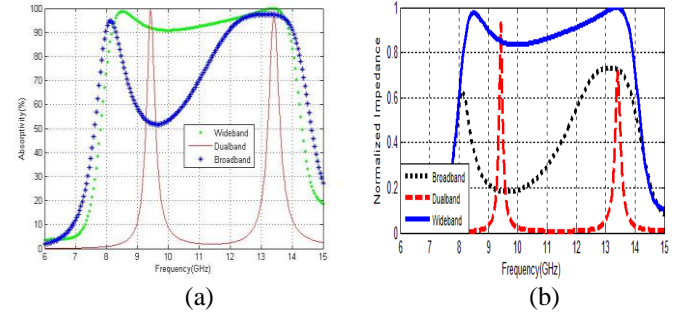 100
90
80
70
60
50
40
30
20
10
0
Absorptivity(%)
Wideband
Dualband
Broadband
6 7 8 9 10 11 12 13 14 15
Frequency(GHz)
(a)
1
0.8
0.6
0.4
0.2
0
Normalized Impedance
Broadband
Dualband
Wideband
6 7 8 9 10 11 12 13 14 15
Frequency(GHz)
(b)